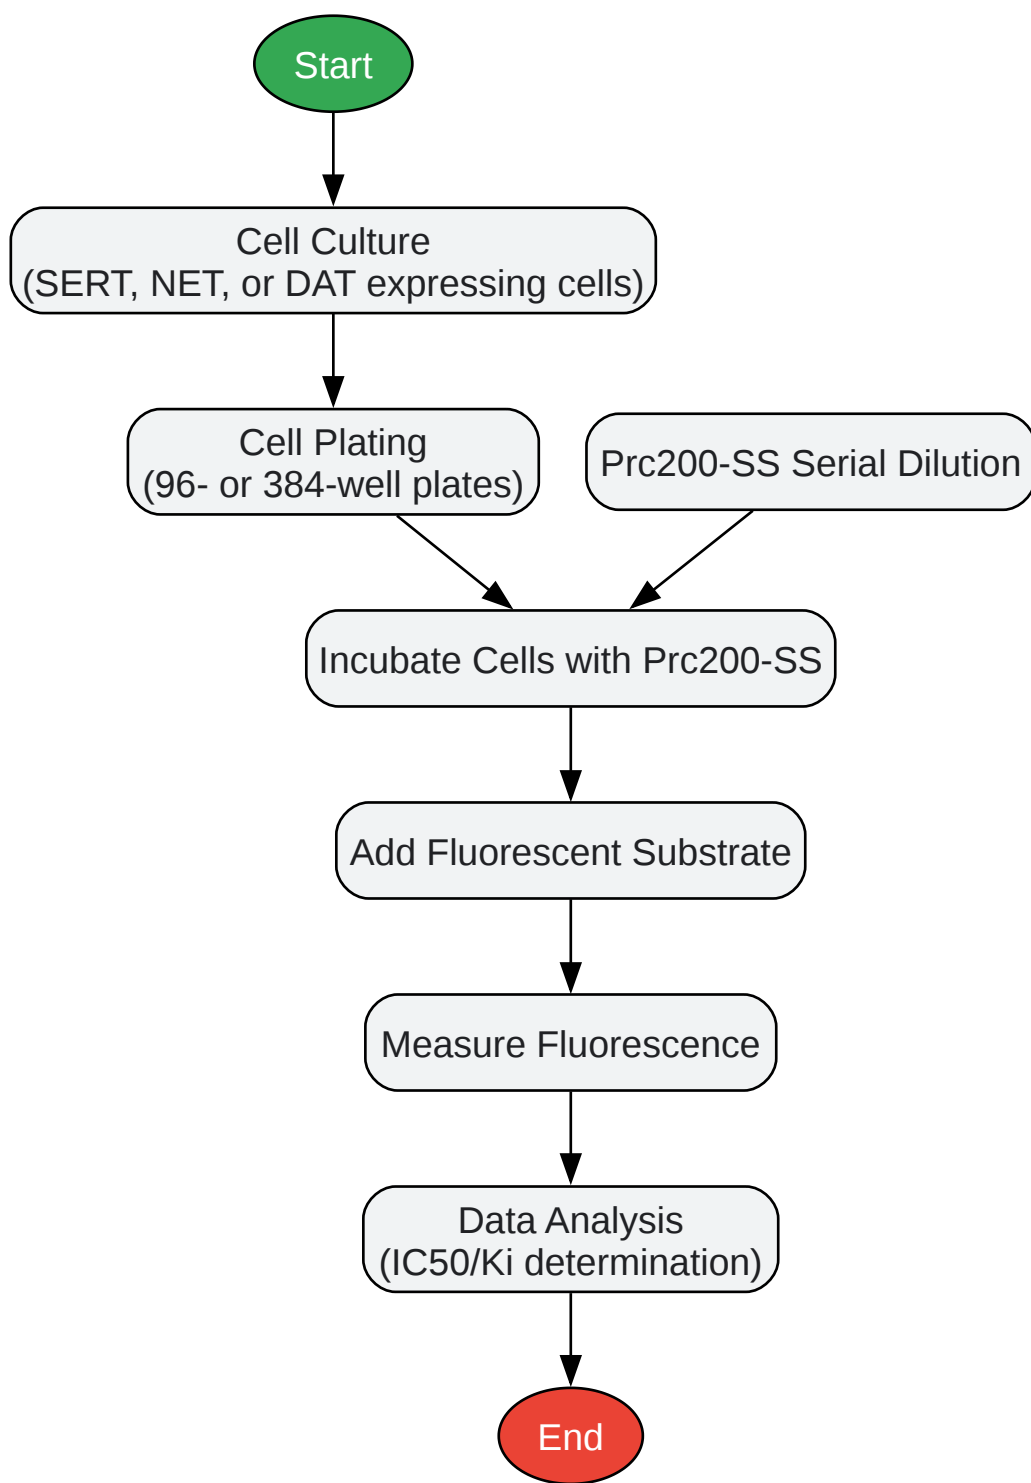 Start
Cell Culture
(SERT, NET, or DAT expressing cells)
Cell Plating
(96- or 384-well plates)
Prc200-SS Serial Dilution
Incubate Cells with Prc200-SS
Add Fluorescent Substrate
Measure Fluorescence
Data Analysis
(IC50/Ki determination)
End